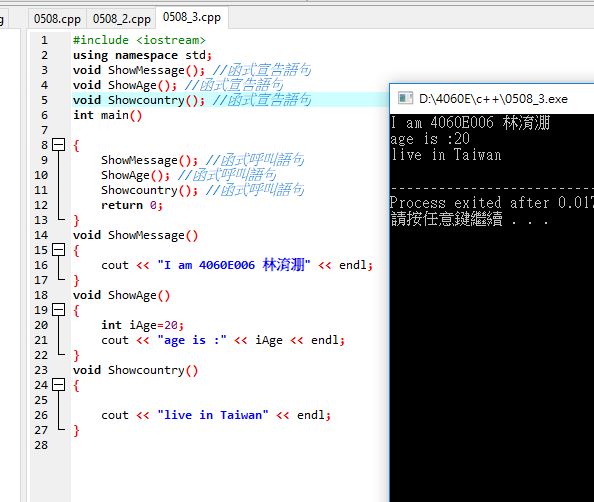 0508.cpp 0508_2.cpp 0508_3.cpp
1 #include <iostream>
2 using namespace std;
3 void ShowMessage(); //函式宣告語句
4 void ShowAge(); //函式宣告語句
5 void Showcountry(); //函式宣告語句
6 int main()
7
8 {
9 ShowMessage(); //函式呼叫語句
10 ShowAge(); //函式呼叫語句
11 Showcountry(); //函式呼叫語句
12 return 0;
13 }
14 void ShowMessage()
15 {
16 cout << "I am 4060E006 林淯淜" << endl;
17 }
18 void ShowAge()
19 {
20 int iAge=20;
21 cout << "age is :" << iAge << endl;
22 }
23 void Showcountry()
24 {
25
26 cout << "live in Taiwan" << endl;
27 }
28
D:\4060E\c++\0508_3.exe
I am 4060E006 林淯淜
age is :20
live in Taiwan
--------------------------
Process exited after 0.017
請按任意鍵繼續 . . .